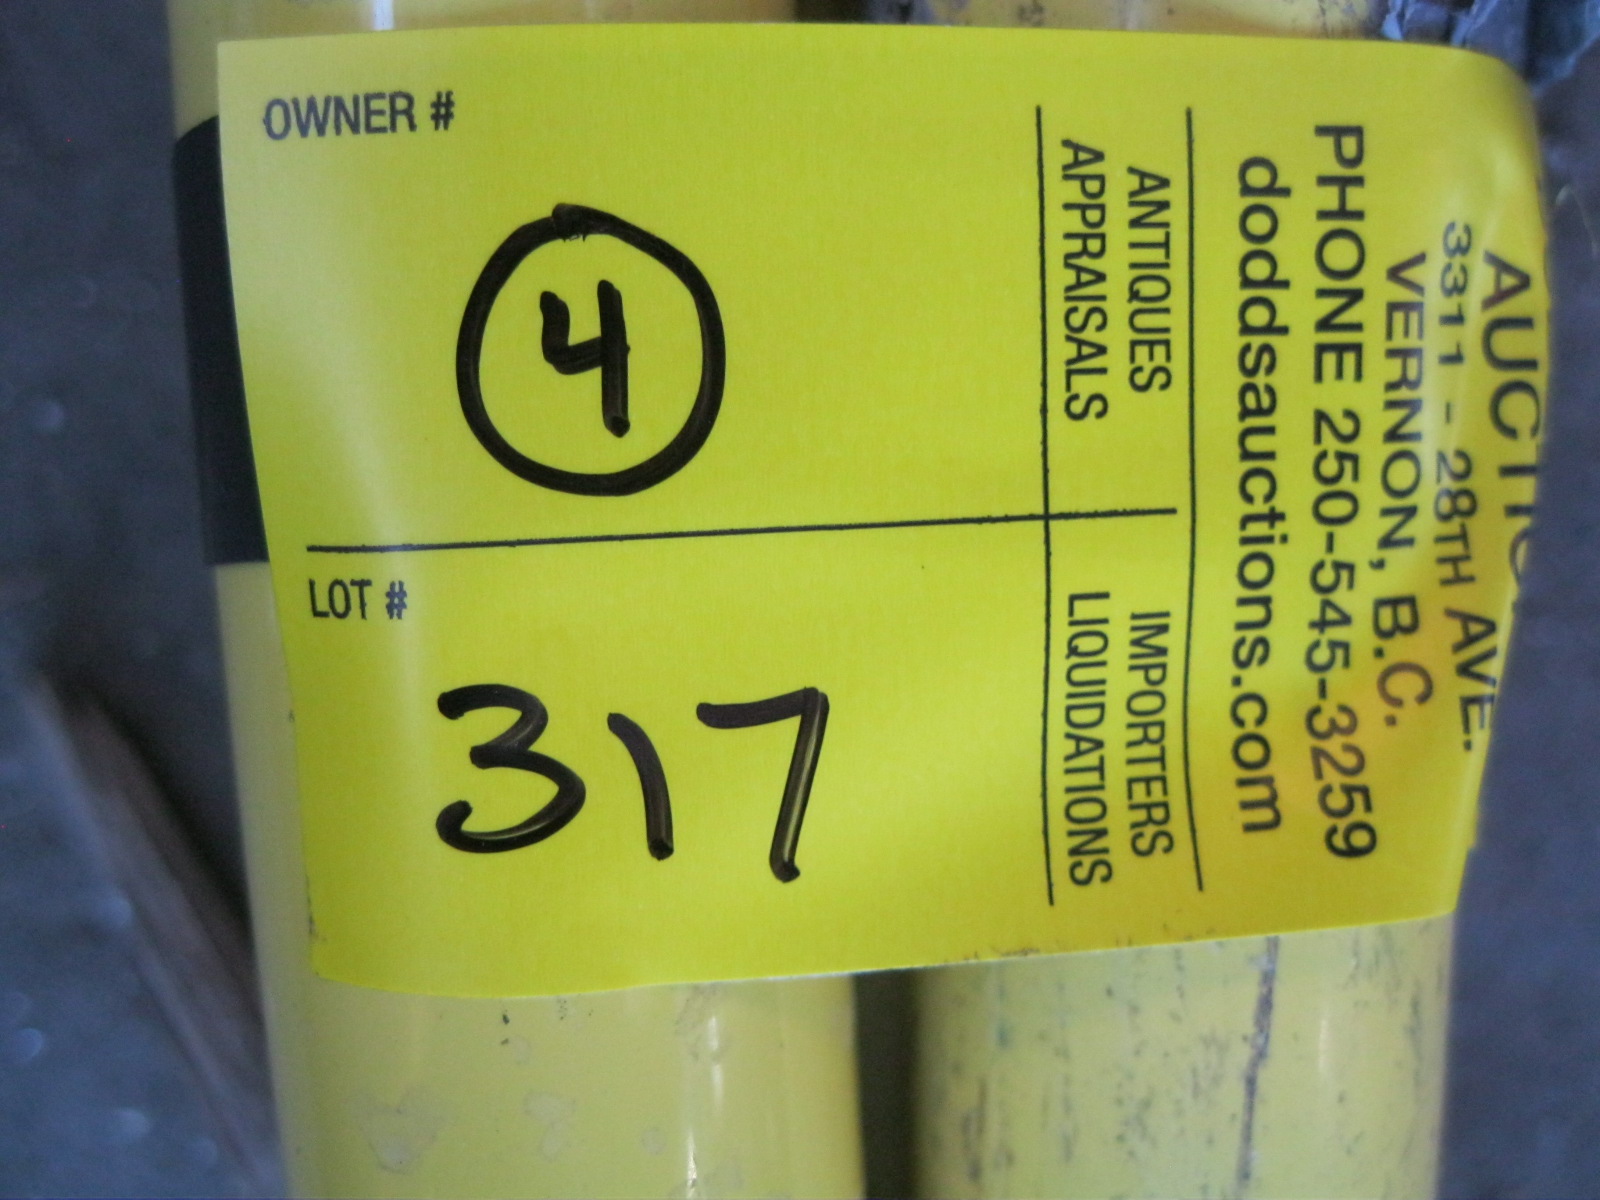 OWNER #
4
LOT #
317
3311 - 28TH AVE.
VERNON, B.C.
PHONE 250-545-3259
doddsauctions.com
ANTIQUES
APPRAISALS
IMPORTERS
LIQUIDATIONS